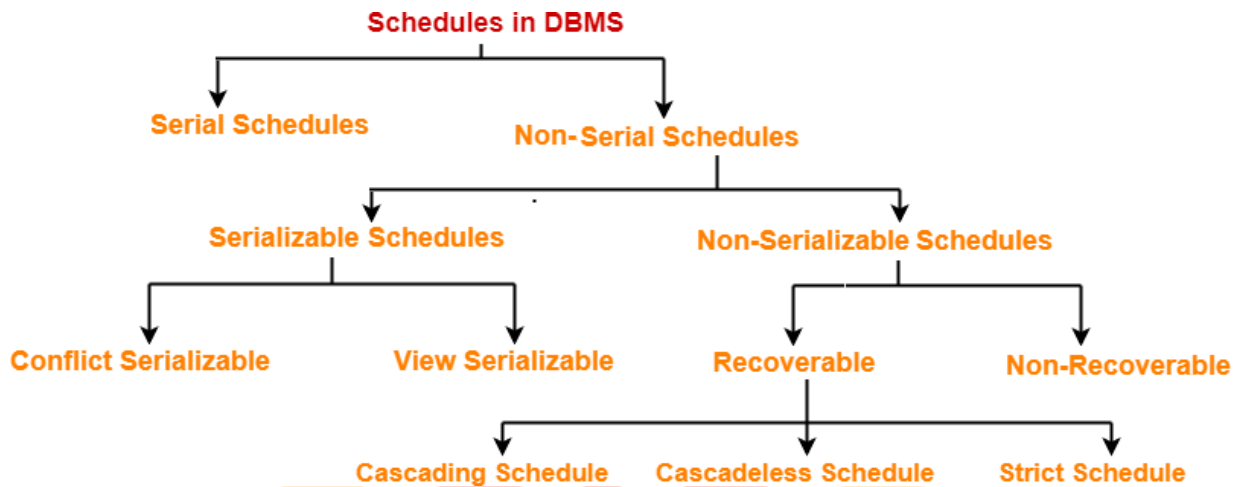 Schedules in DBMS
Serial Schedules
Non-Serial Schedules
Serializable Schedules
Non-Serializable Schedules
Conflict Serializable
View Serializable
Recoverable
Non-Recoverable
Cascading Schedule
Cascadeless Schedule
Strict Schedule